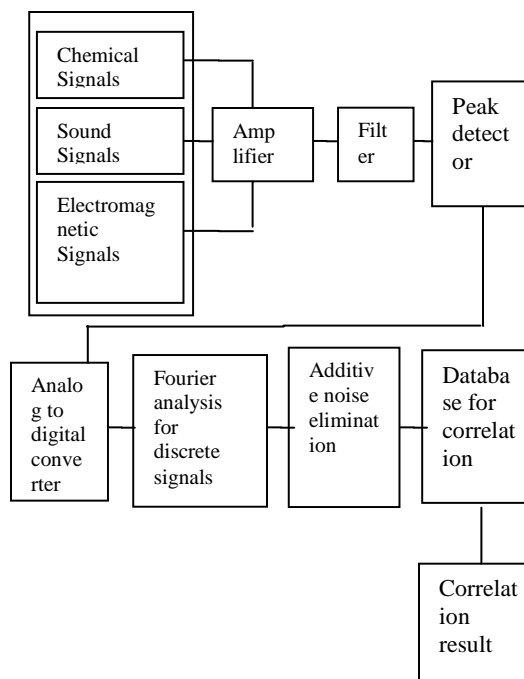 Chemical
Signals
Sound
Signals
Electromag
netic
Signals
Amp
lifier
Filt
er
Peak
detect
or
Analo
g to
digital
conve
rter
Fourier
analysis
for
discrete
signals
Additiv
e noise
eliminat
ion
Databa
se for
correlat
ion
Correlat
ion
result